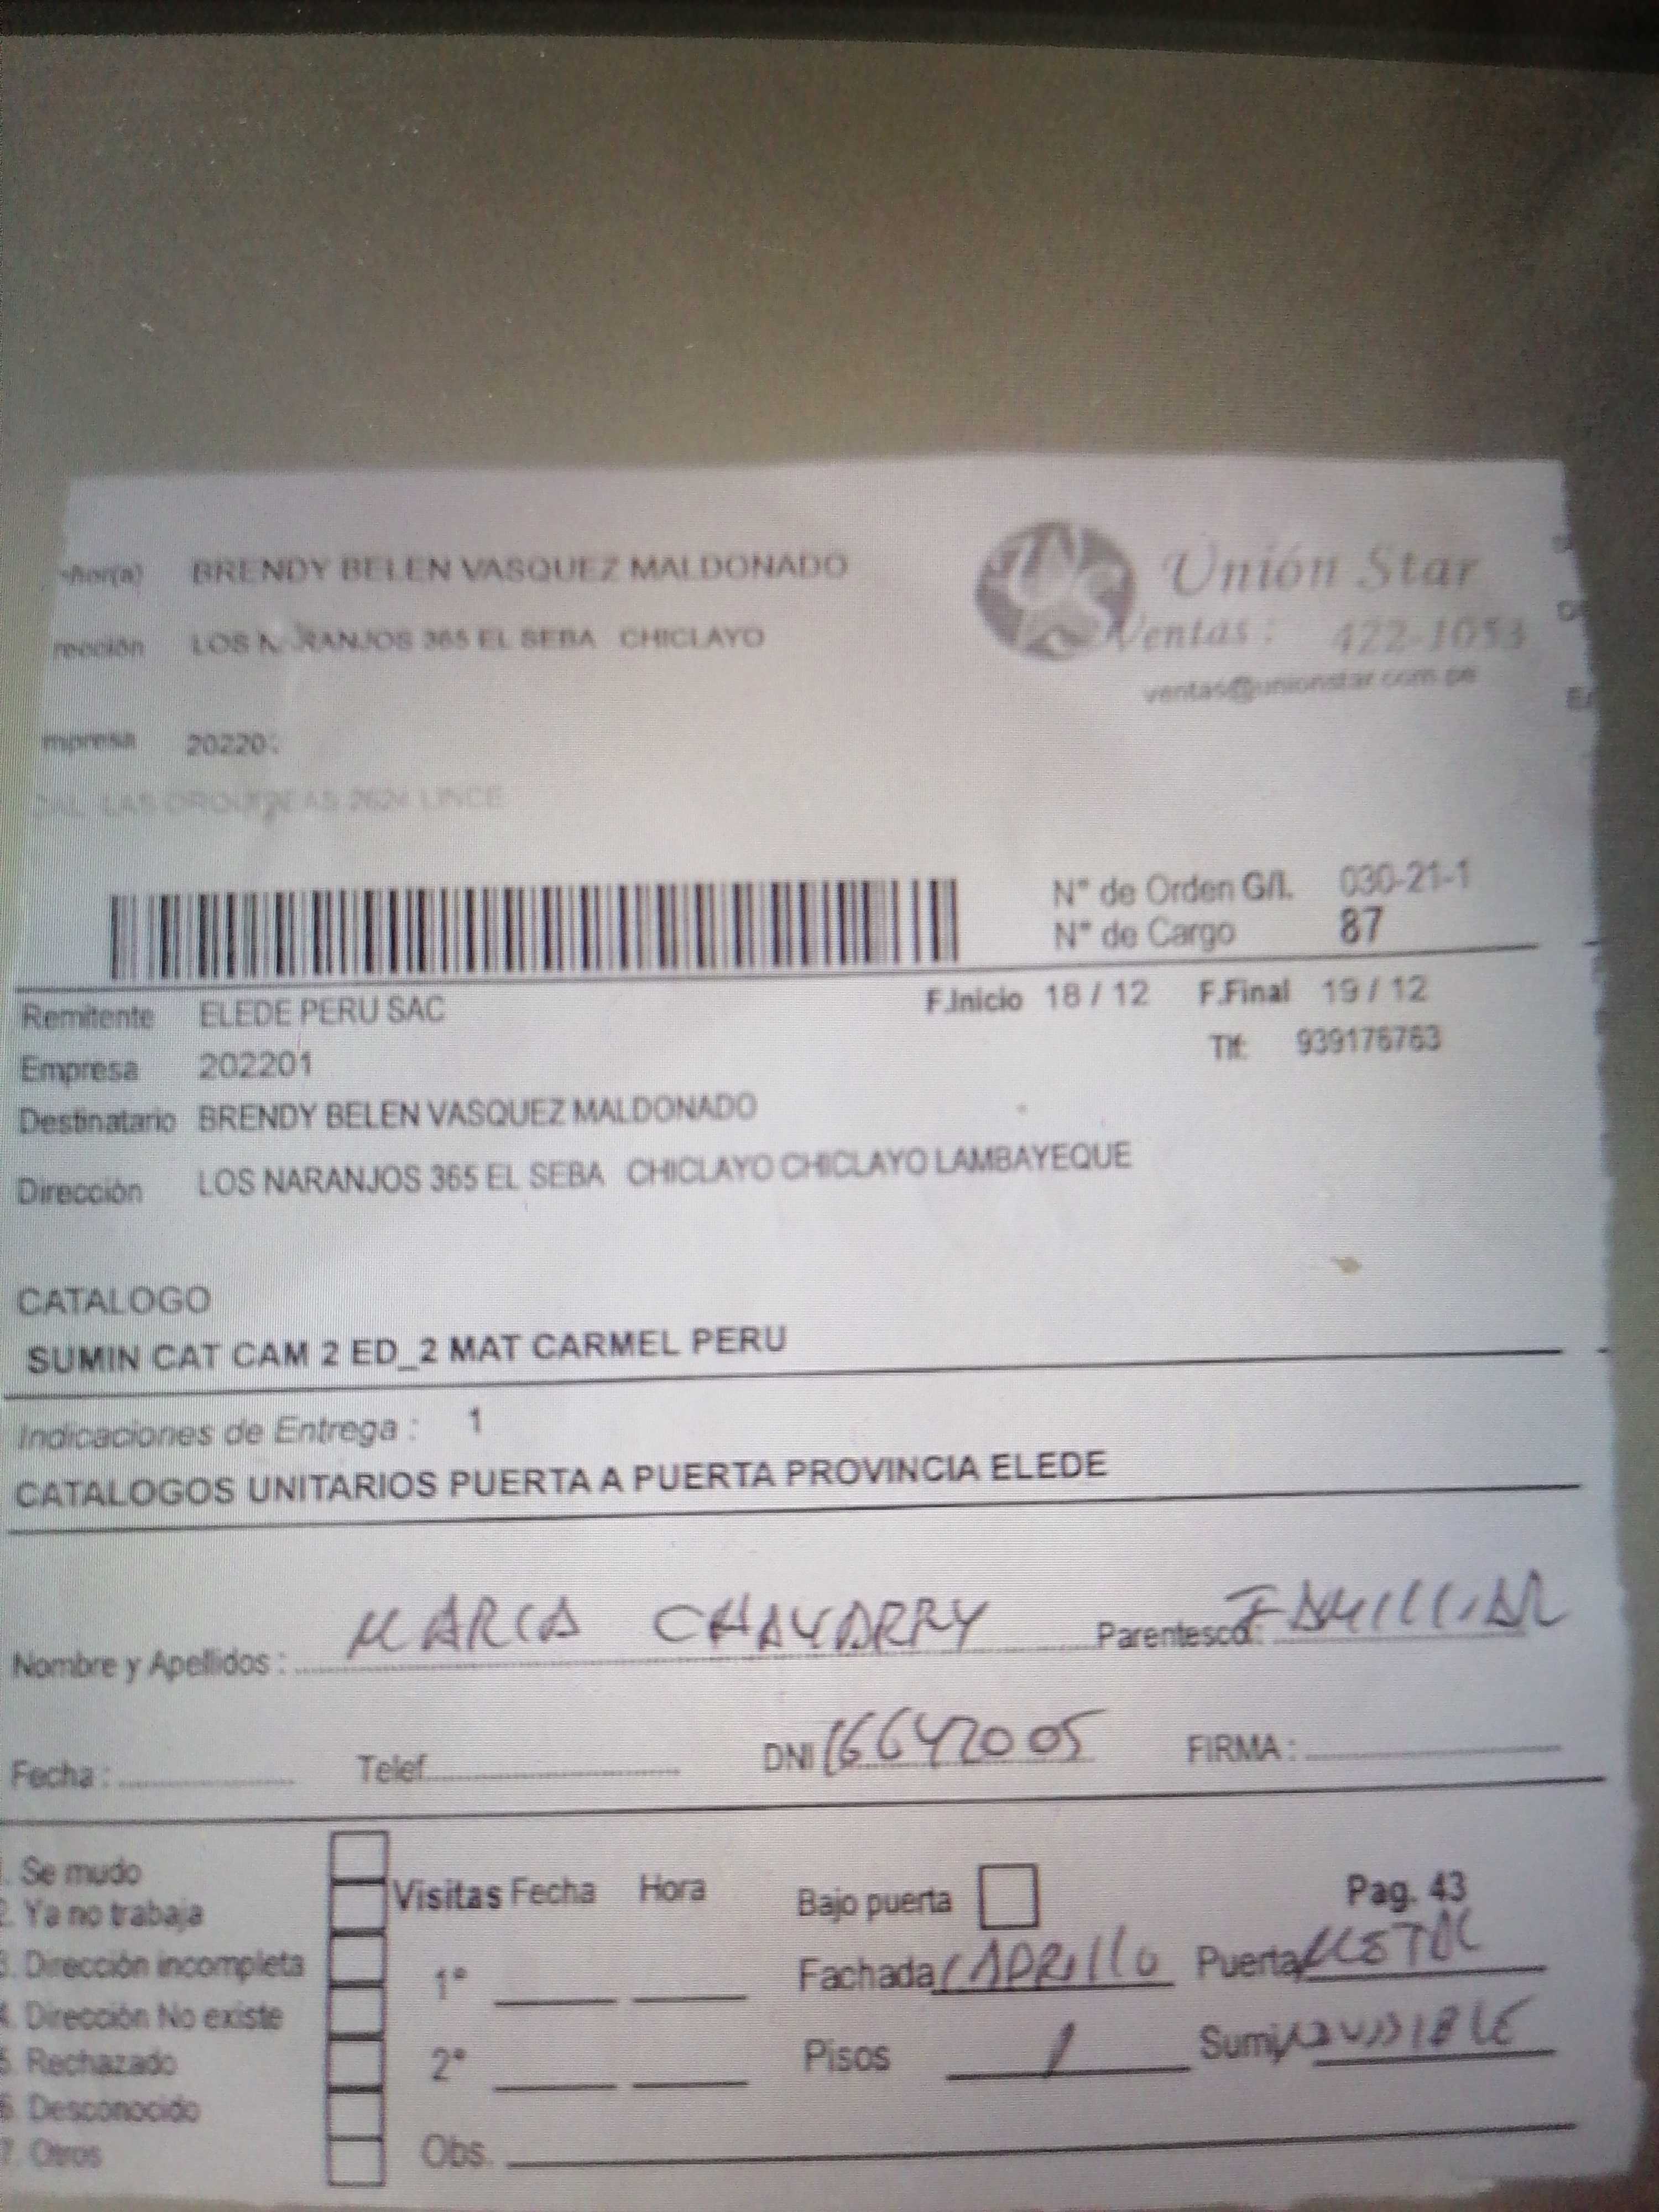 BRENDY BELEN VASQUEZ MALDONADO
LOS N RANJOS 365 EL SEBA CHICLAYO
Unión Star
Ventas : 422-1053
ventas@unionstar.com.pe
mpresa 20220
LINCE
N° de Orden G/I. 030-21-1
N° de Cargo 87
Remitente ELEDE PERU SAC
F.Inicio 18 / 12 F.Final 19 / 12
Empresa 202201
Tlf: 939176763
Destinatario BRENDY BELEN VASQUEZ MALDONADO
Dirección LOS NARANJOS 365 EL SEBA CHICLAYO CHICLAYO LAMBAYEQUE
CATALOGO
SUMIN CAT CAM 2 ED_2 MAT CARMEL PERU
Indicaciones de Entrega : 1
CATALOGOS UNITARIOS PUERTA A PUERTA PROVINCIA ELEDE
Nombre y Apellidos : MARIA CHAVARRY Parentesco: FAMILIAR
Fecha : Telef. DNI 16642005 FIRMA :
. Se mudo
2. Ya no trabaja
3. Dirección incompleta
4. Dirección No existe
5. Rechazado
6. Desconocido
7. Otros
Visitas Fecha Hora
1°
2°
Obs.
Bajo puerta
Pag. 43
Fachada LADRILLO Puerta METAL
Pisos 1 Sumi